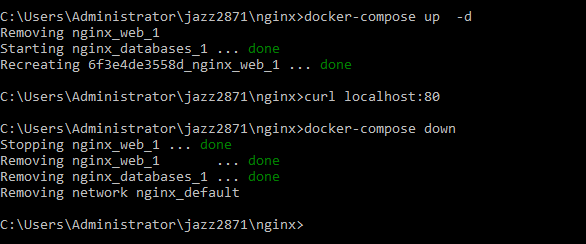 C:\Users\Administrator\jazz2871\nginx>docker-compose up  -d
Removing nginx_web_1
Starting nginx_databases_1 ... done
Recreating 6f3e4de3558d_nginx_web_1 ... done
C:\Users\Administrator\jazz2871\nginx>curl localhost:80
C:\Users\Administrator\jazz2871\nginx>docker-compose down
Stopping nginx_web_1 ... done
Removing nginx_web_1       ... done
Removing nginx_databases_1 ... done
Removing network nginx_default
C:\Users\Administrator\jazz2871\nginx>